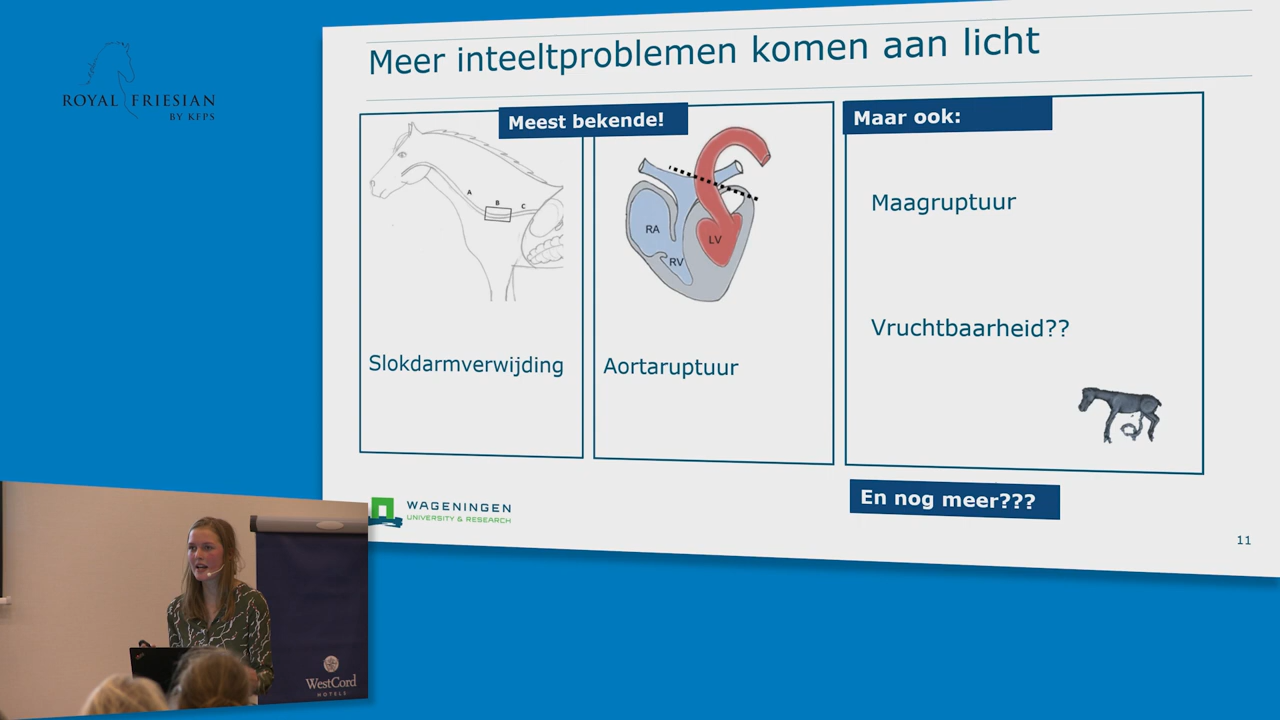 ROYAL FRIESIAN
BY KFPS
Meer inteeltproblemen komen aan licht
Meest bekende!
Maar ook:
A
B
C
RA
LV
RV
Maagruptuur
Vruchtbaarheid??
Slokdarmverwijding
Aortaruptuur
En nog meer???
WAGENINGEN
UNIVERSITY & RESEARCH
11
WestCord
HOTELS